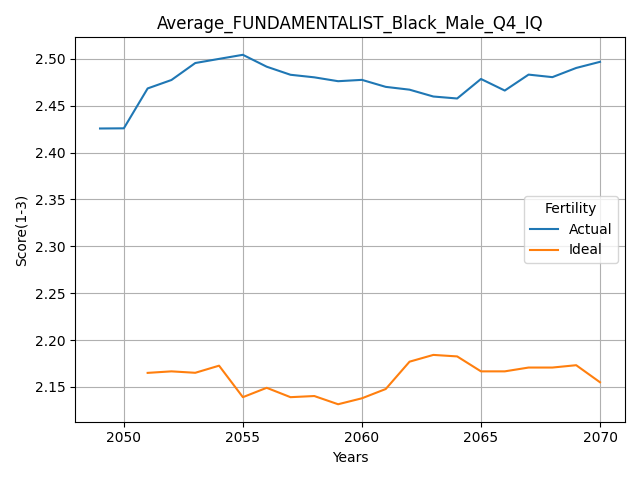 Average_FUNDAMENTALIST_Black_Male_Q4_IQ
Score(1-3)
2.50
2.45
2.40
2.35
2.30
2.25
2.20
2.15
Fertility
Actual
Ideal
2050 2055 2060 2065 2070
Years